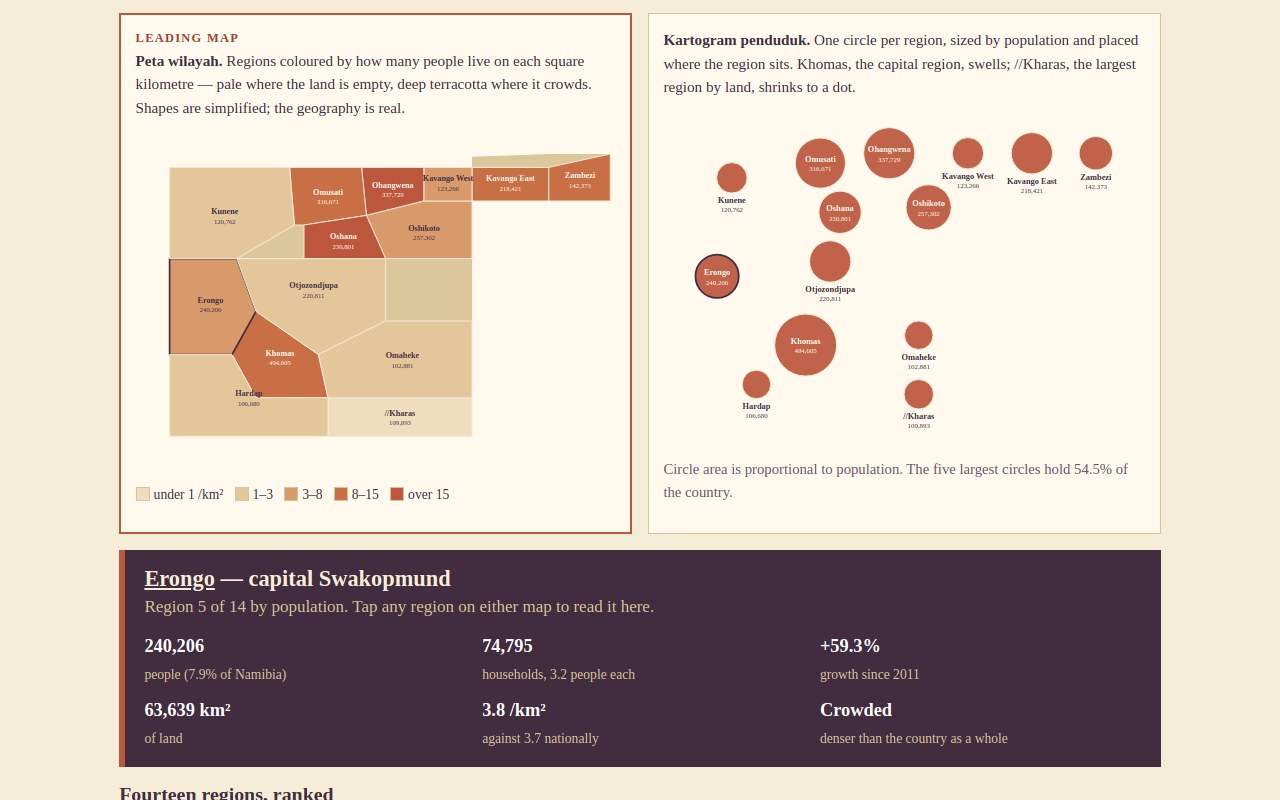 LEADING MAP
Peta wilayah. Regions coloured by how many people live on each square
kilometre — pale where the land is empty, deep terracotta where it crowds.
Shapes are simplified; the geography is real.
Kunene
120,762
Omusati
316,671
Ohangwena
337,729
Kavango West
123,266
Kavango East
218,421
Zambezi
142,373
Oshana
230,801
Oshikoto
257,302
Erongo
240,206
Otjozondjupa
220,811
Khomas
494,605
Omaheke
102,881
Hardap
106,680
//Kharas
109,893
under 1 /km²
1–3
3–8
8–15
over 15
Kartogram penduduk. One circle per region, sized by population and placed
where the region sits. Khomas, the capital region, swells; //Kharas, the largest
region by land, shrinks to a dot.
Kunene
120,762
Omusati
316,671
Ohangwena
337,729
Kavango West
123,266
Kavango East
218,421
Zambezi
142,373
Oshana
230,801
Oshikoto
257,302
Erongo
240,206
Otjozondjupa
220,811
Khomas
494,605
Omaheke
102,881
Hardap
106,680
//Kharas
109,893
Circle area is proportional to population. The five largest circles hold 54.5% of
the country.
Erongo — capital Swakopmund
Region 5 of 14 by population. Tap any region on either map to read it here.
240,206
people (7.9% of Namibia)
74,795
households, 3.2 people each
+59.3%
growth since 2011
63,639 km²
of land
3.8 /km²
against 3.7 nationally
Crowded
denser than the country as a whole
Fourteen regions, ranked